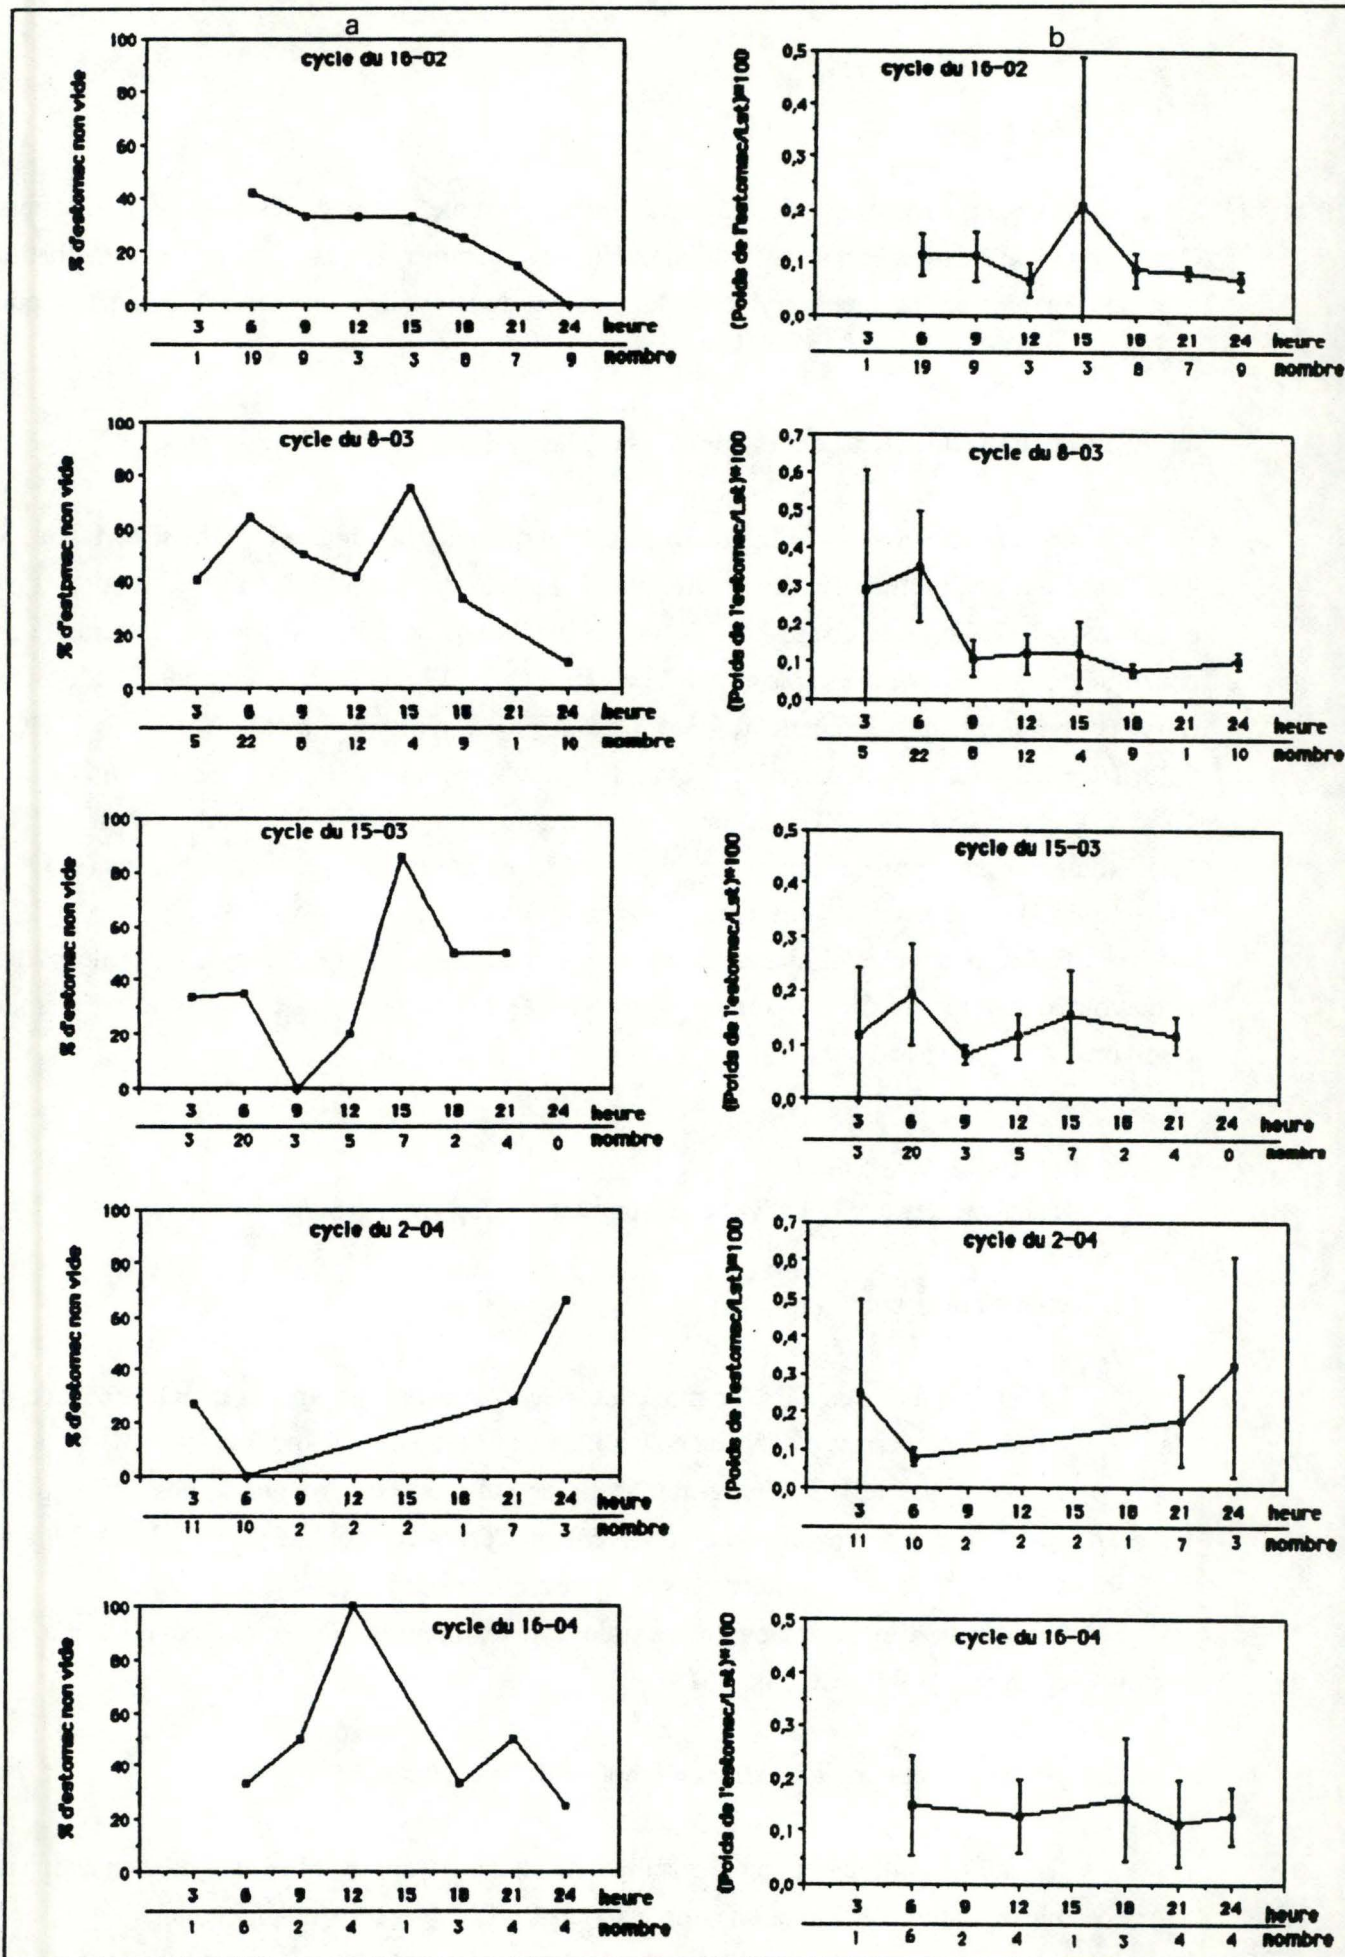 a
cycle du 16-02
% d'estomac non vide
100
80
60
40
20
0
3 6 9 12 15 18 21 24 heure
1 19 9 3 3 8 7 9 nombre
b
cycle du 16-02
(Poids de l'estomac/Lst)*100
0,5
0,4
0,3
0,2
0,1
0,0
3 6 9 12 15 18 21 24 heure
1 19 9 3 3 8 7 9 nombre
cycle du 8-03
% d'estpmac non vide
100
80
60
40
20
0
3 6 9 12 15 18 21 24 heure
5 22 8 12 4 9 1 10 nombre
cycle du 8-03
((Poids de l'estomac/Lst)*100
0,7
0,6
0,5
0,4
0,3
0,2
0,1
0,0
3 6 9 12 15 18 21 24 heure
5 22 8 12 4 9 1 10 nombre
cycle du 15-03
% d'estomac non vide
100
80
60
40
20
0
3 6 9 12 15 18 21 24 heure
3 20 3 5 7 2 4 0 nombre
cycle du 15-03
((Poids de l'estomac/Lst)*100
0,5
0,4
0,3
0,2
0,1
0,0
3 6 9 12 15 18 21 24 heure
3 20 3 5 7 2 4 0 nombre
cycle du 2-04
% d'estomac non vide
100
80
60
40
20
0
3 6 9 12 15 18 21 24 heure
11 10 2 2 2 1 7 3 nombre
cycle du 2-04
(Poids de l'estomac/Lst)*100
0,7
0,6
0,5
0,4
0,3
0,2
0,1
0,0
3 6 9 12 15 18 21 24 heure
11 10 2 2 2 1 7 3 nombre
cycle du 16-04
% d'estomac non vide
100
80
60
40
20
0
3 6 9 12 15 18 21 24 heure
1 6 2 4 1 3 4 4 nombre
cycle du 16-04
((Poids de l'estomac/Lst)*100
0,5
0,4
0,3
0,2
0,1
0,0
3 6 9 12 15 18 21 24 heure
1 6 2 4 1 3 4 4 nombre